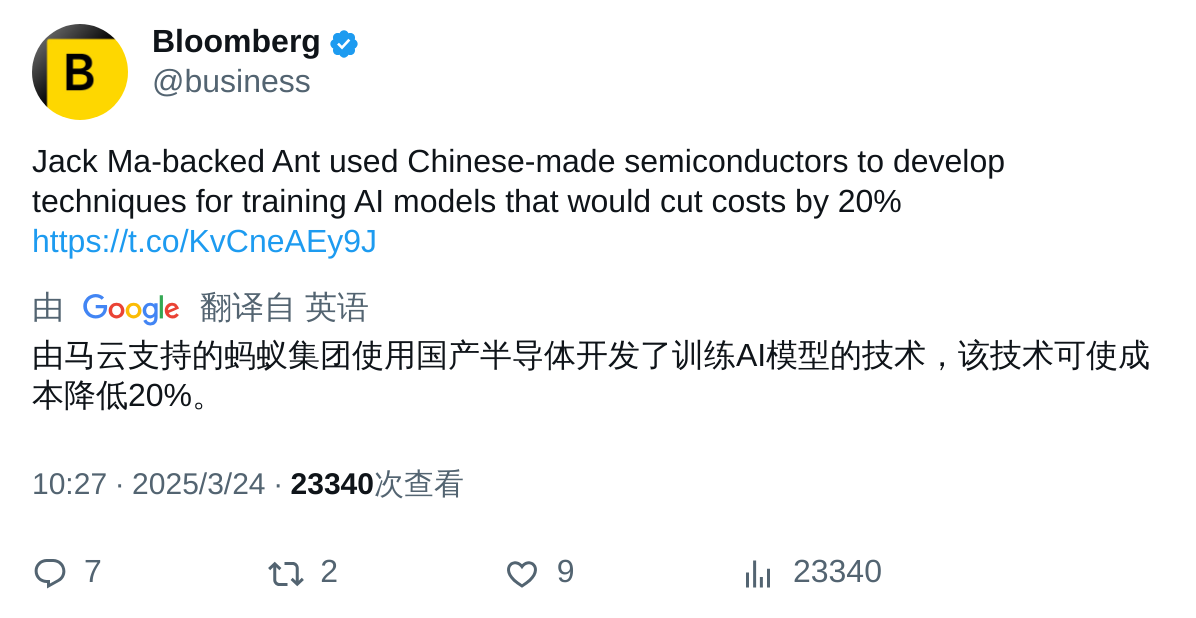 B
Bloomberg
@business
Jack Ma-backed Ant used Chinese-made semiconductors to develop
techniques for training AI models that would cut costs by 20%
https://t.co/KvCneAEy9J
由 Google 翻译自 英语
由马云支持的蚂蚁集团使用国产半导体开发了训练AI模型的技术，该技术可使成
本降低20%。
10:27 · 2025/3/24 · 23340次查看
7 2 9 23340